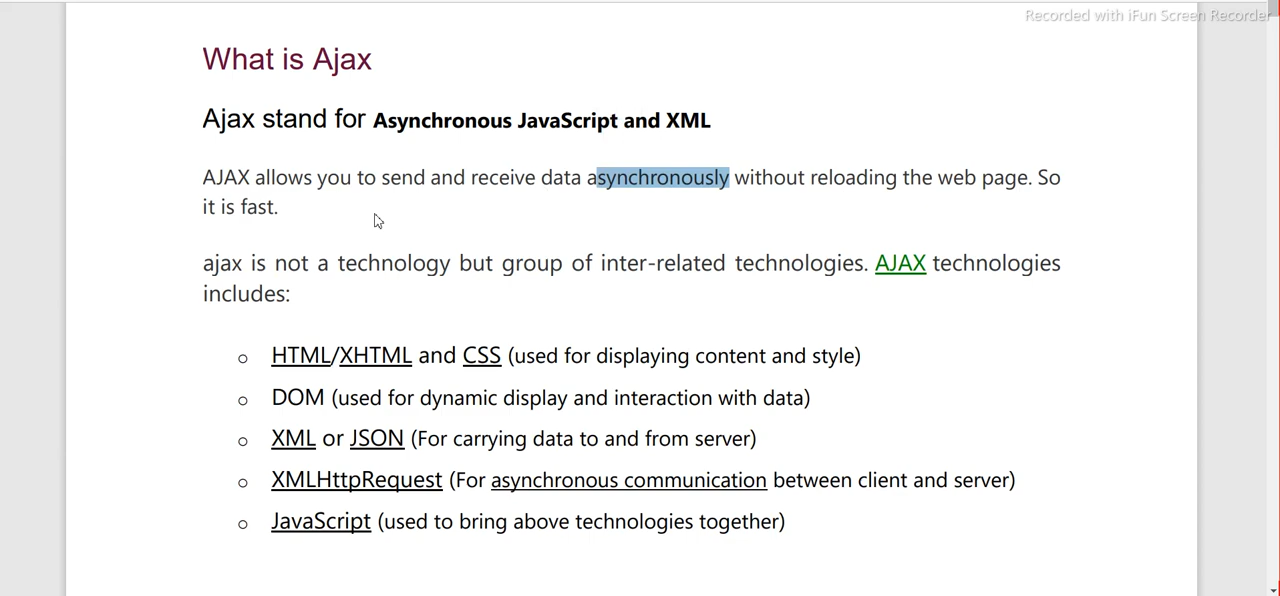 Recorded with iFun Screen Recorder
What is Ajax
Ajax stand for Asynchronous JavaScript and XML
AJAX allows you to send and receive data asynchronously without reloading the web page. So
it is fast.
ajax is not a technology but group of inter-related technologies. AJAX technologies
includes:
o HTML/XHTML and CSS (used for displaying content and style)
o DOM (used for dynamic display and interaction with data)
o XML or JSON (For carrying data to and from server)
o XMLHttpRequest (For asynchronous communication between client and server)
o JavaScript (used to bring above technologies together)